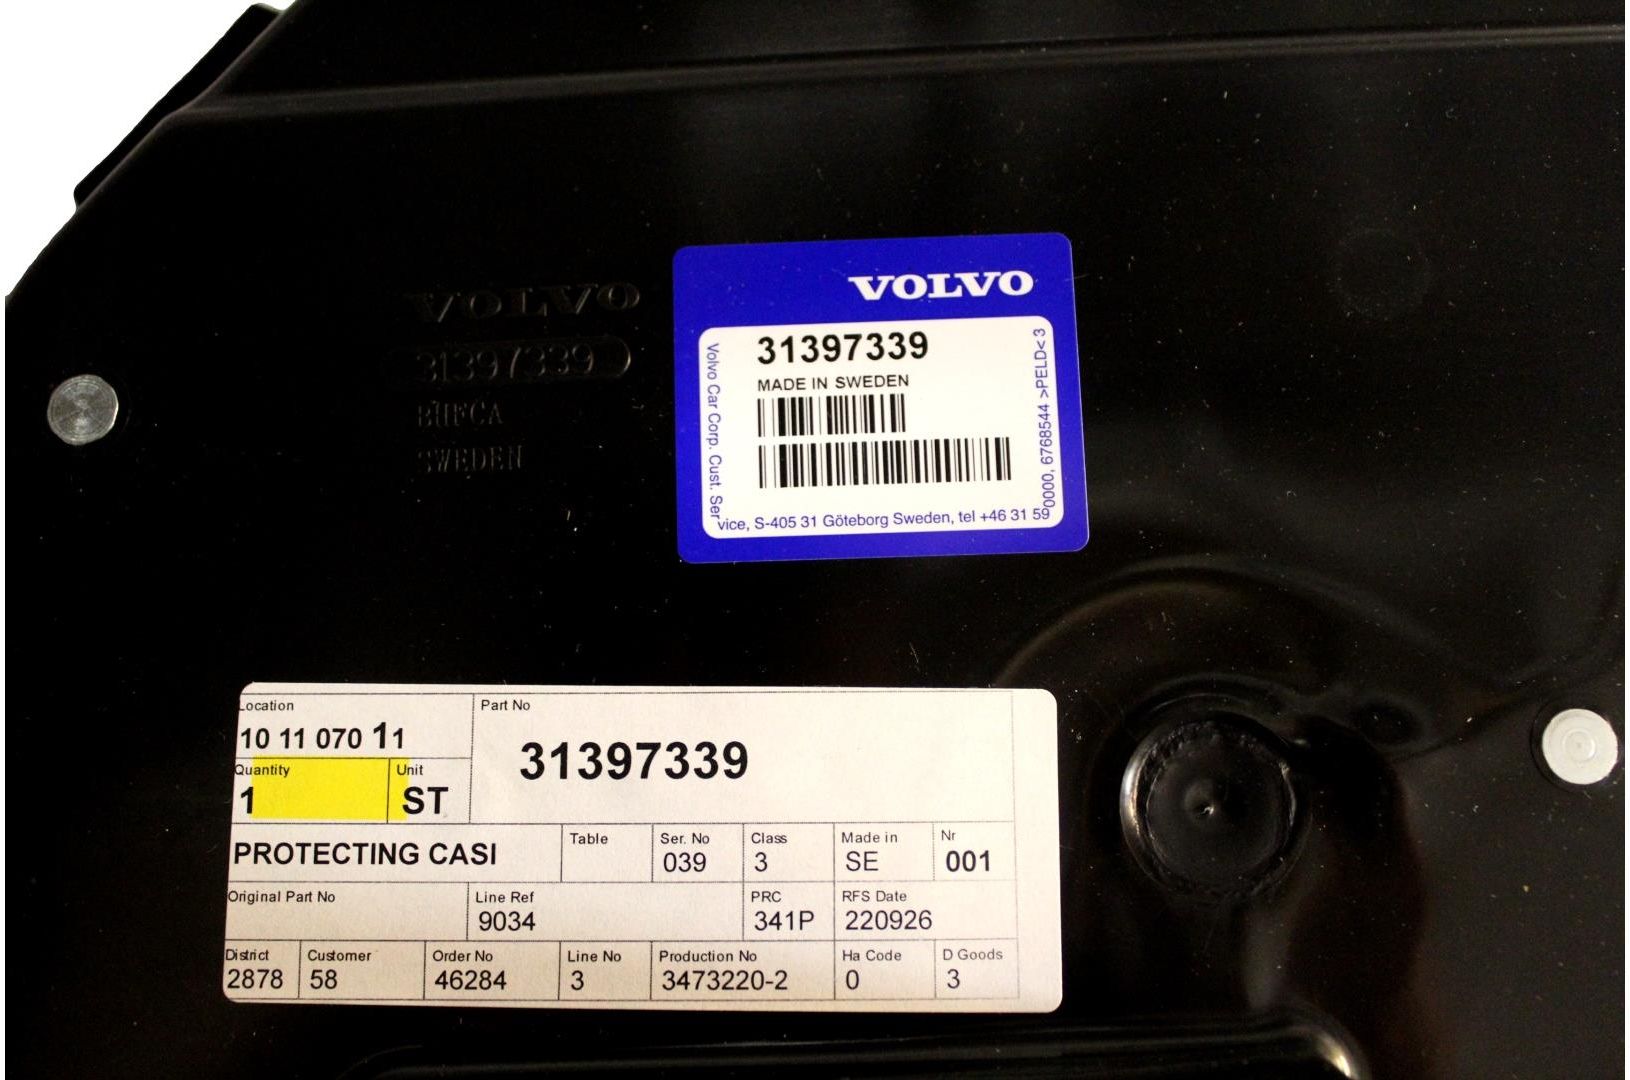 VOLVO
31397339
SWEDEN
VOLVO
31397339
MADE IN SWEDEN
Volvo Car Corp. Cust. Service, S-405 31 Göteborg Sweden, tel +46 31 590000, 6768544 >PELD< 3
Location
10 11 070 11
Part No
31397339
Quantity
1
Unit
ST
PROTECTING CASI
Table
Ser. No
039
Class
3
Made in
SE
Nr
001
Original Part No
Line Ref
9034
PRC
341P
RFS Date
220926
District
2878
Customer
58
Order No
46284
Line No
3
Production No
3473220-2
Ha Code
0
D Goods
3